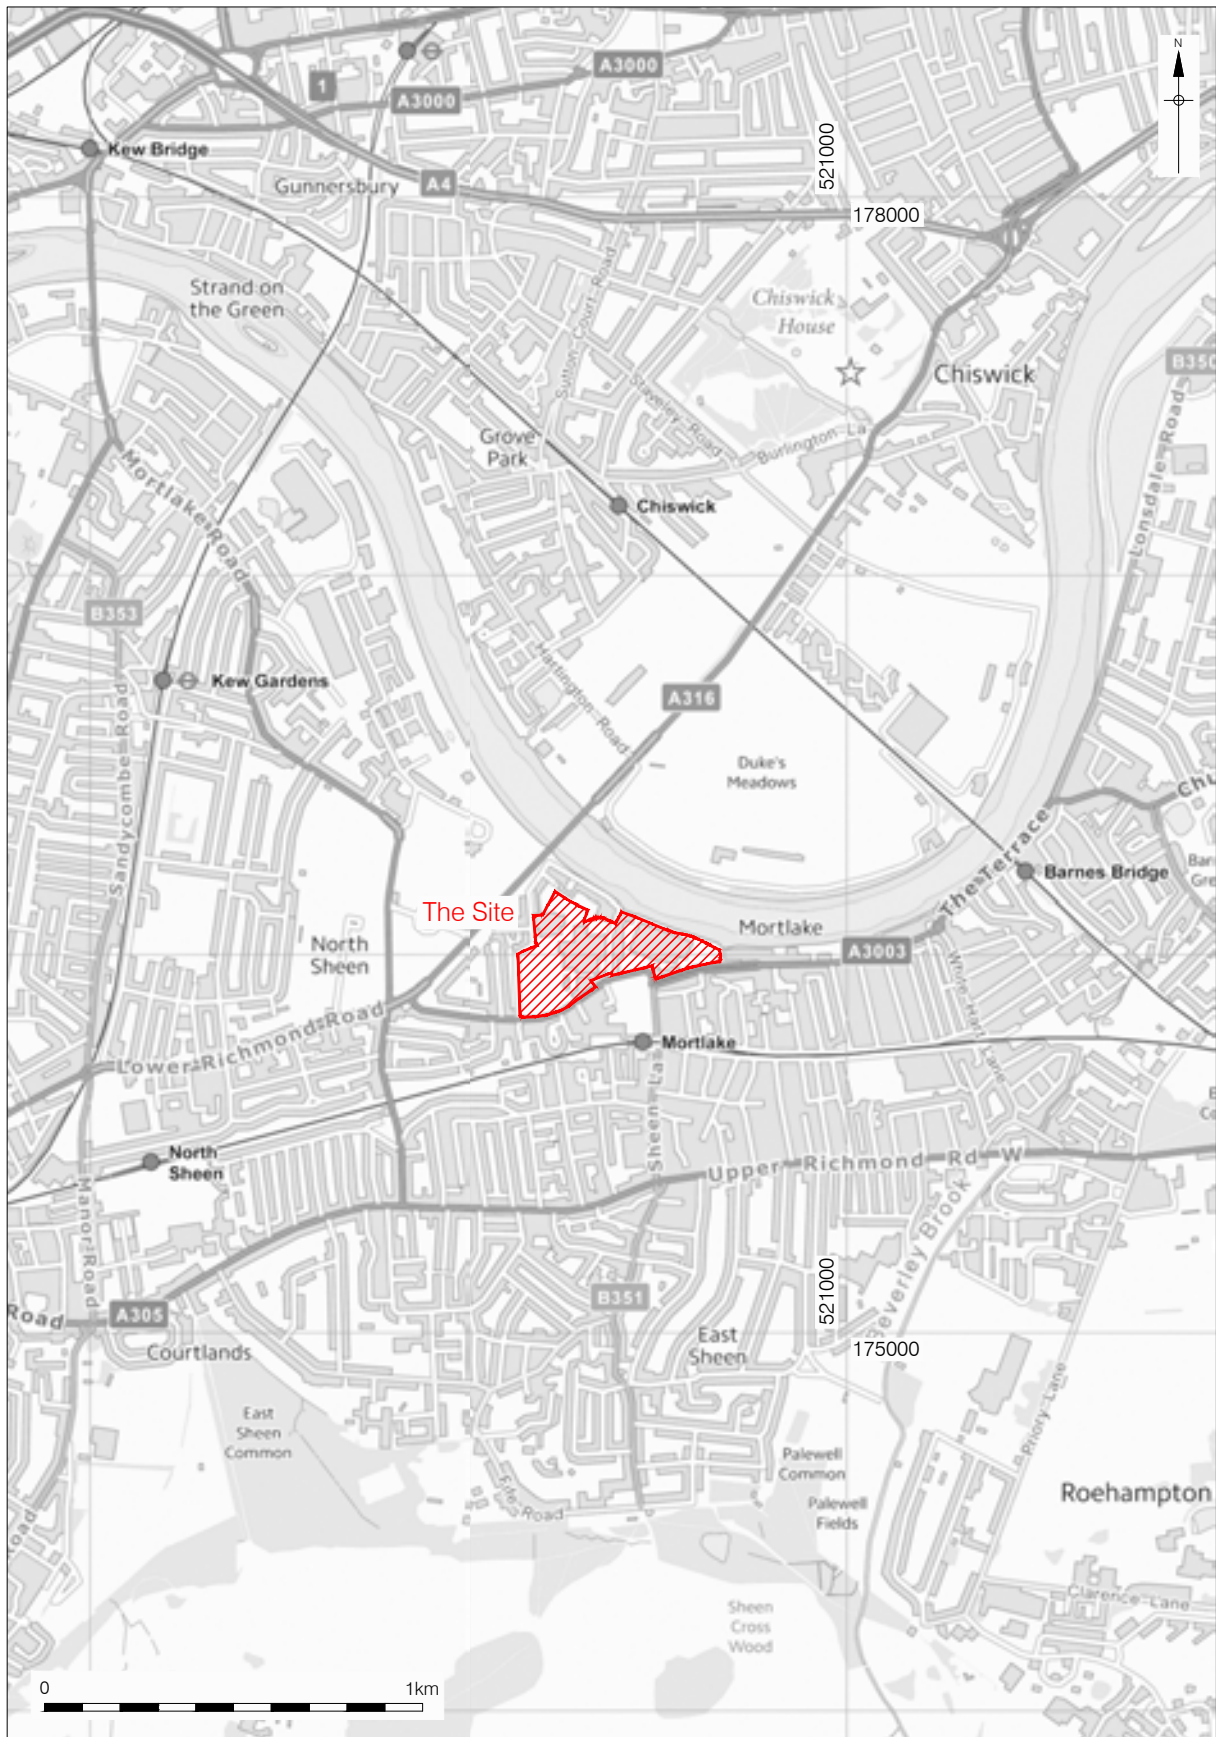 A3000
N
1
A3000
521000
Kew Bridge
Gunnersbury
A4
178000
Strand on
the Green
Sutton Court Road
Chiswick
House
Chiswick
B350
Staveley Road
Burlington La
Grove
Park
Mortlake Road
Chiswick
Lonsdale Road
B353
Kew Gardens
Hartington Road
A316
Sandycombe Road
Duke's
Meadows
The Terrace
Barnes Bridge
The Site
Mortlake
A3003
North
Sheen
White Hart Lane
Lower Richmond Road
Mortlake
Sheen La
North
Sheen
Upper Richmond Rd W
Manor Road
Beverley Brook
521000
B351
A305
Road
East
Sheen
175000
Courtlands
Priory Lane
East
Sheen
Common
Palewell
Common
Fife Road
Palewell
Fields
Roehampton
Clarence Lane
Sheen
Cross
Wood
0 1km